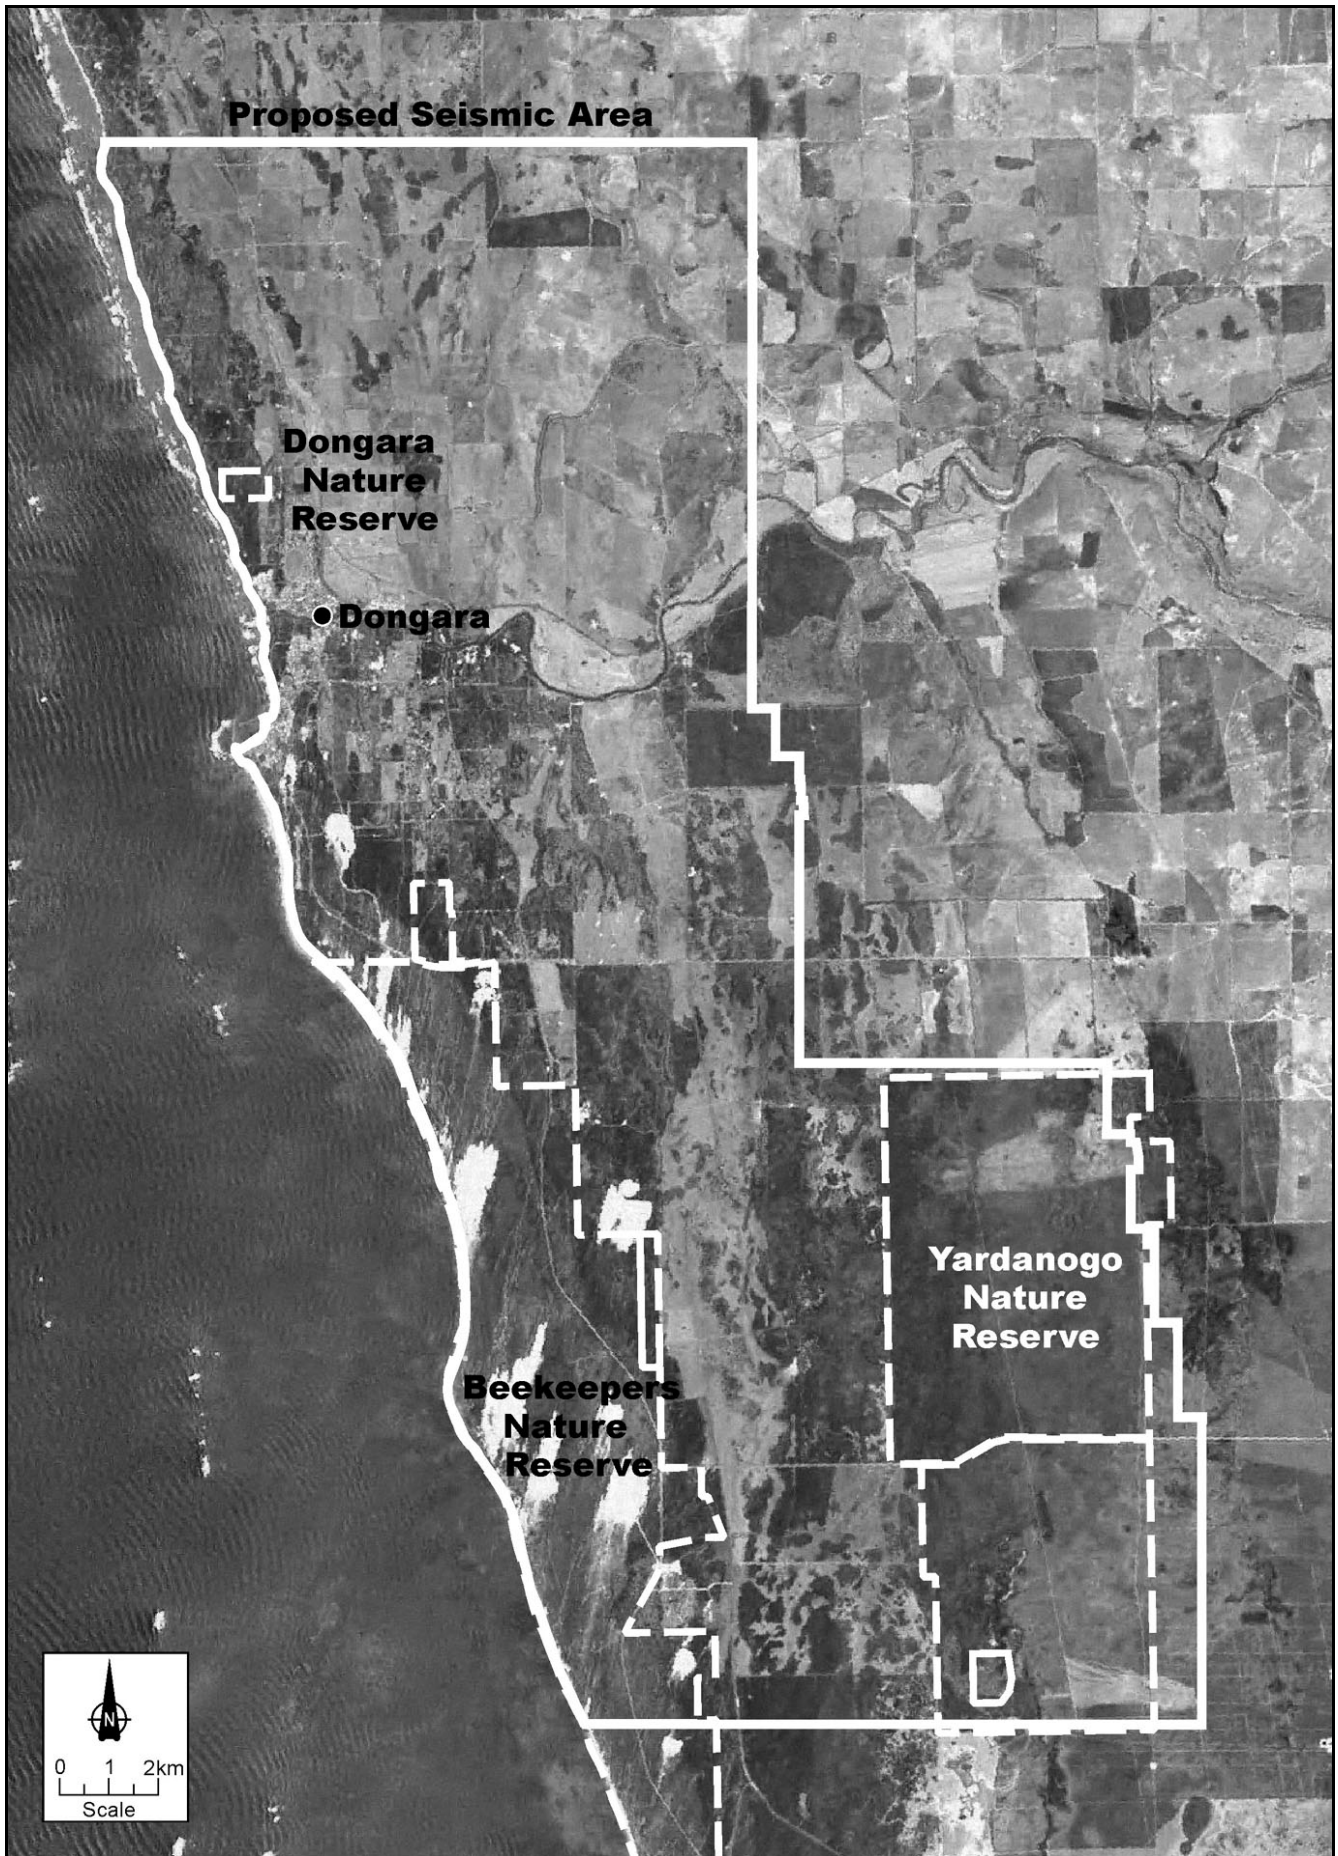 Proposed Seismic Area
Dongara
Nature
Reserve
Dongara
Yardanogo
Nature
Reserve
Beekeepers
Nature
Reserve
N
0 1 2km
Scale